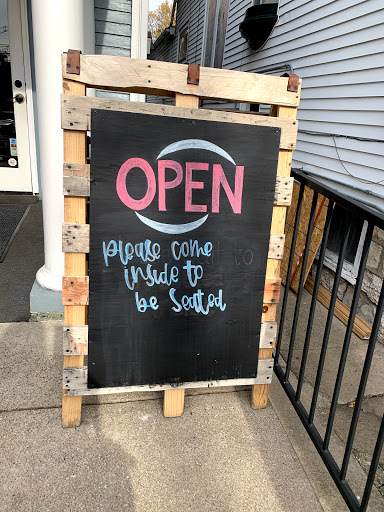 OPEN
please come
inside to
be Seated